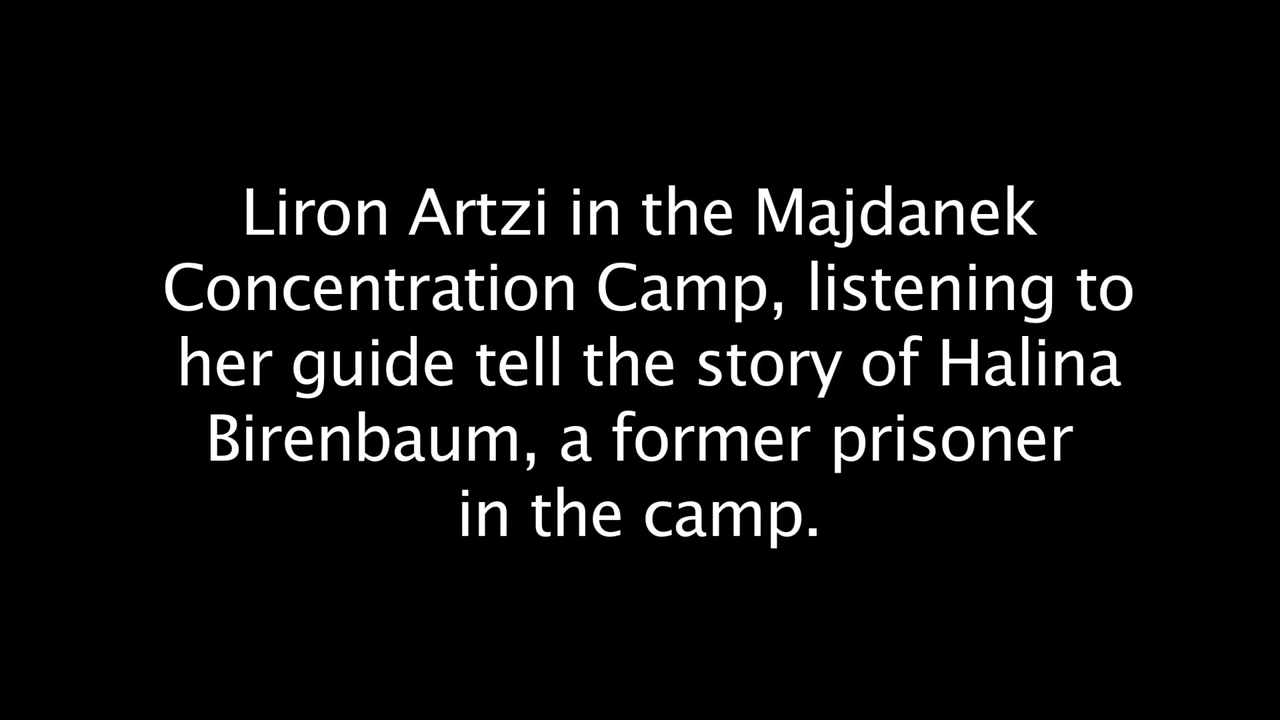 Liron Artzi in the Majdanek
Concentration Camp, listening to
her guide tell the story of Halina
Birenbaum, a former prisoner
in the camp.